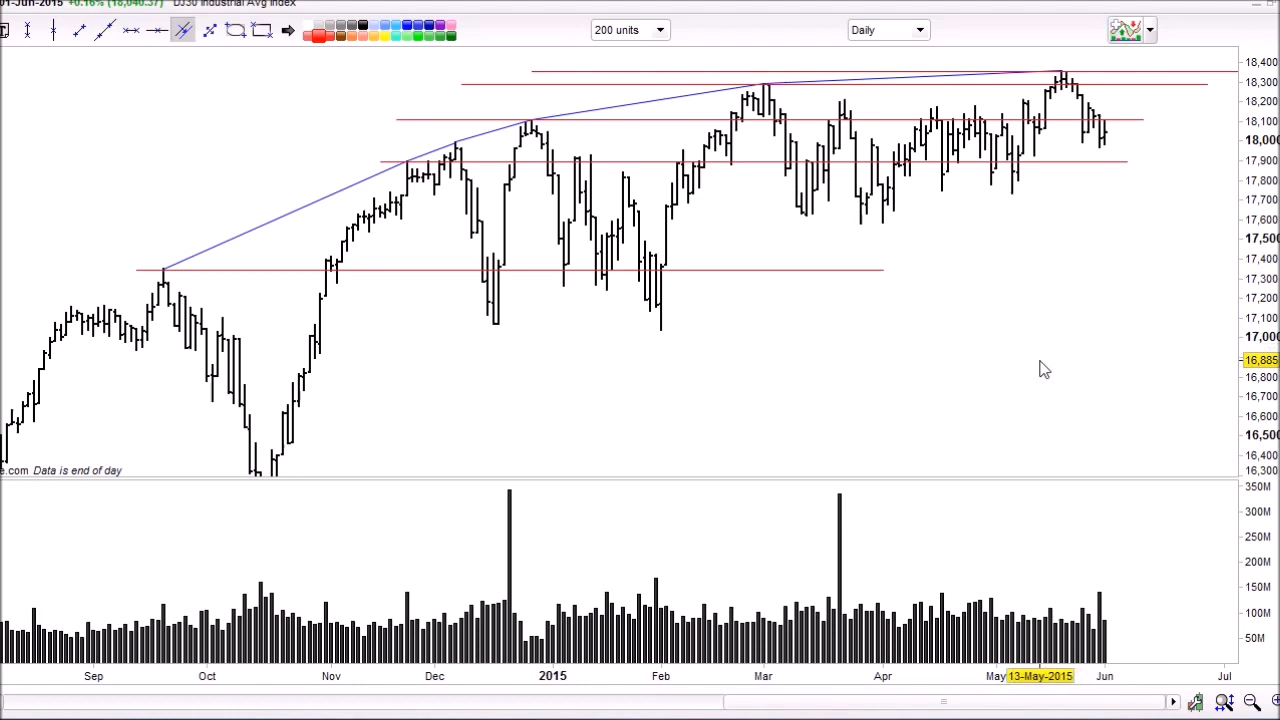 01-Jun-2015 +0.16% (18,040.37) DJ30 Industrial Avg Index
200 units
Daily
18,400
18,300
18,200
18,100
18,000
17,900
17,800
17,700
17,600
17,500
17,400
17,300
17,200
17,100
17,000
16,885
16,800
16,700
16,600
16,500
16,400
16,300
e.com Data is end of day
350M
300M
250M
200M
150M
100M
50M
Sep Oct Nov Dec 2015 Feb Mar Apr May 13-May-2015 Jun Jul